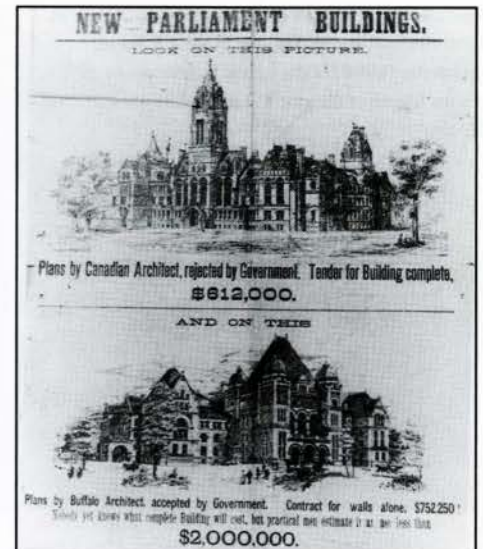 NEW PARLIAMENT BUILDINGS.
LOOK ON THIS PICTURE.
Plans by Canadian Architect, rejected by Government. Tender for Building complete,
$612,000.
AND ON THIS
Plans by Buffalo Architect, accepted by Government. Contract for walls alone, $752,250!
Nobody yet knows what complete Building will cost, but practical men estimate it at no less than
$2,000,000.